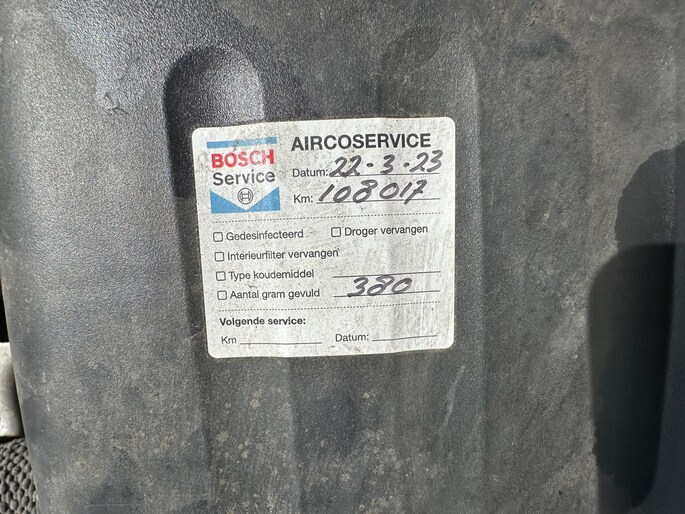 BOSCH
Service
AIRCOSERVICE
Datum: 22-3-23
Km: 108017
Gedesinfecteerd
Droger vervangen
Interieurfilter vervangen
Type koudemiddel
Aantal gram gevuld 380
Volgende service:
Km
Datum: